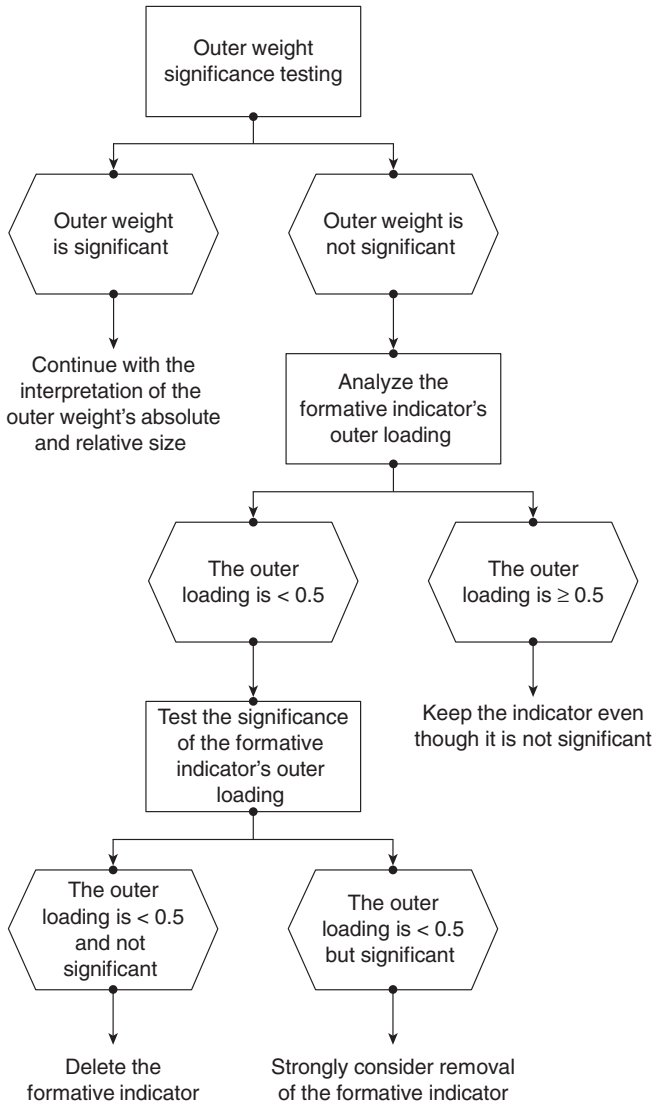 Outer weight
significance testing
Outer weight
is significant
Outer weight is
not significant
Continue with the
interpretation of the
outer weight's absolute
and relative size
Analyze the
formative indicator's
outer loading
The outer
loading is < 0.5
The outer
loading is ≥ 0.5
Test the significance
of the formative
indicator's outer
loading
Keep the indicator even
though it is not significant
The outer
loading is < 0.5
and not
significant
The outer
loading is < 0.5
but significant
Delete the
formative indicator
Strongly consider removal
of the formative indicator